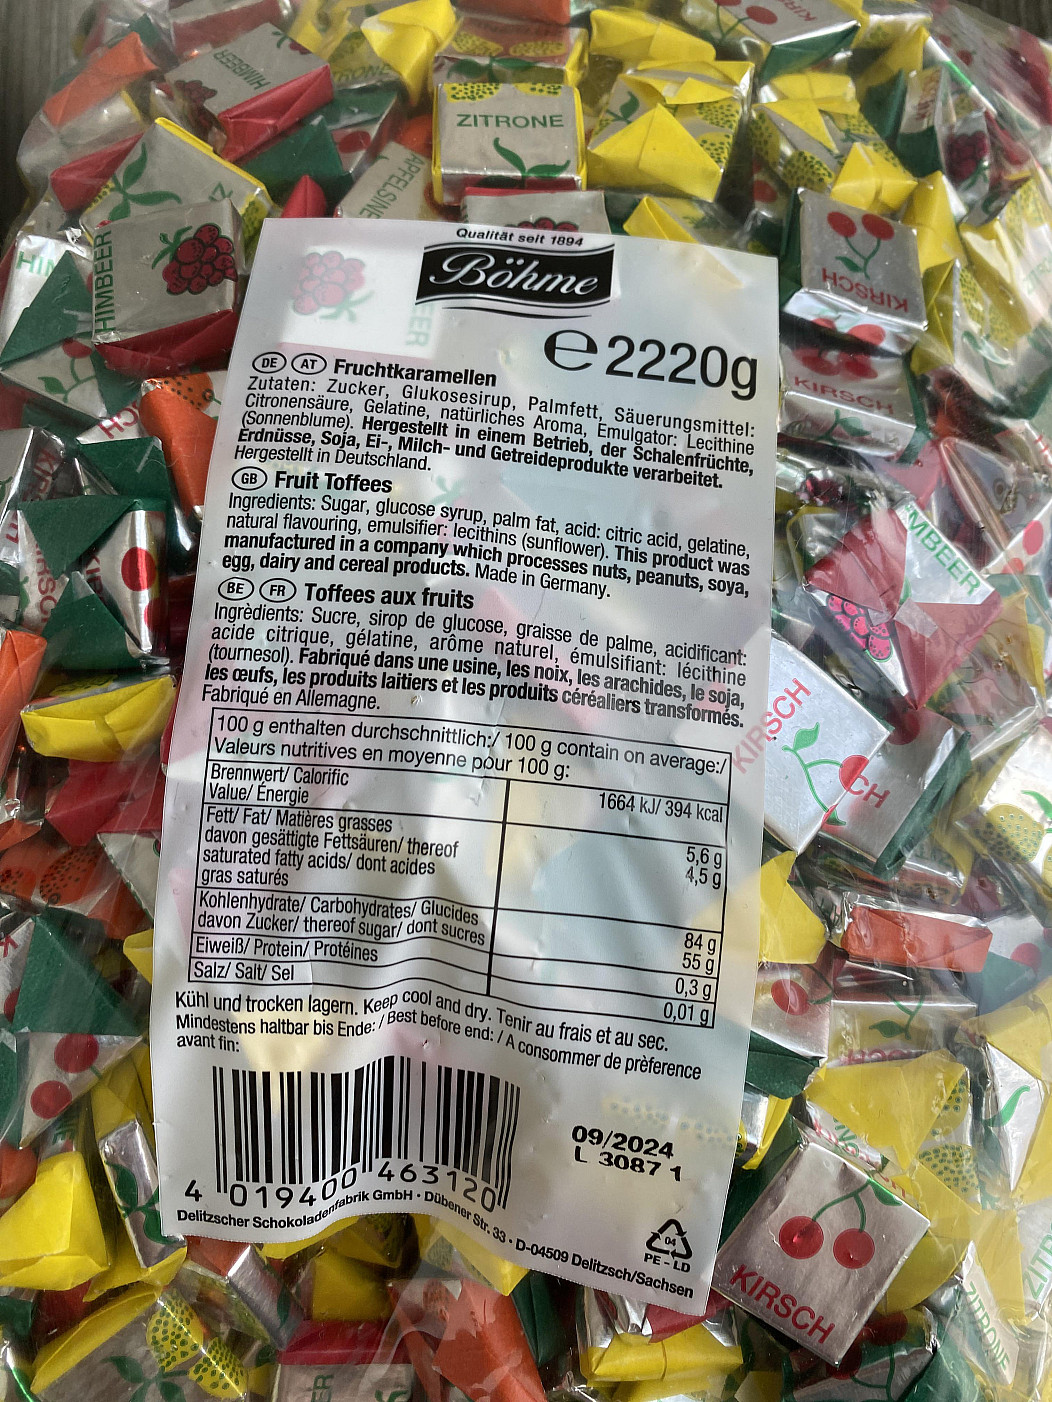 HIMBEER
ZITRONE
APFELSINE
HIMBEER
KIRSCH
KIRSCH
Qualität seit 1894
Böhme
e 2220g
DE AT Fruchtkaramellen
Zutaten: Zucker, Glukosesirup, Palmfett, Säuerungsmittel:
Citronensäure, Gelatine, natürliches Aroma, Emulgator: Lecithine
(Sonnenblume). Hergestellt in einem Betrieb, der Schalenfrüchte,
Erdnüsse, Soja, Ei-, Milch- und Getreideprodukte verarbeitet.
Hergestellt in Deutschland.
GB Fruit Toffees
Ingredients: Sugar, glucose syrup, palm fat, acid: citric acid, gelatine,
natural flavouring, emulsifier: lecithins (sunflower). This product was
manufactured in a company which processes nuts, peanuts, soya,
egg, dairy and cereal products. Made in Germany.
BE FR Toffees aux fruits
Ingrèdients: Sucre, sirop de glucose, graisse de palme, acidificant:
acide citrique, gélatine, arôme naturel, émulsifiant: lécithine
(tournesol). Fabriqué dans une usine, les noix, les arachides, le soja,
les œufs, les produits laitiers et les produits céréaliers transformés.
Fabriqué en Allemagne.
100 g enthalten durchschnittlich:/ 100 g contain on average:/
Valeurs nutritives en moyenne pour 100 g:
Brennwert/ Calorific
Value/ Énergie 1664 kJ/ 394 kcal
Fett/ Fat/ Matières grasses 5,6 g
davon gesättigte Fettsäuren/ thereof 4,5 g
saturated fatty acids/ dont acides
gras saturés
Kohlenhydrate/ Carbohydrates/ Glucides 84 g
davon Zucker/ thereof sugar/ dont sucres 55 g
Eiweiß/ Protein/ Protéines 0,3 g
Salz/ Salt/ Sel 0,01 g
Kühl und trocken lagern. Keep cool and dry. Tenir au frais et au sec.
Mindestens haltbar bis Ende: / Best before end: / A consommer de prèference
avant fin:
09/2024
L 3087 1
4 019400 463120
Delitzscher Schokoladenfabrik GmbH • Dübener Str. 33 • D-04509 Delitzsch/Sachsen
04
PE - LD
MBEER
KIRSCH
CH
KIRSCH
ZITRONE